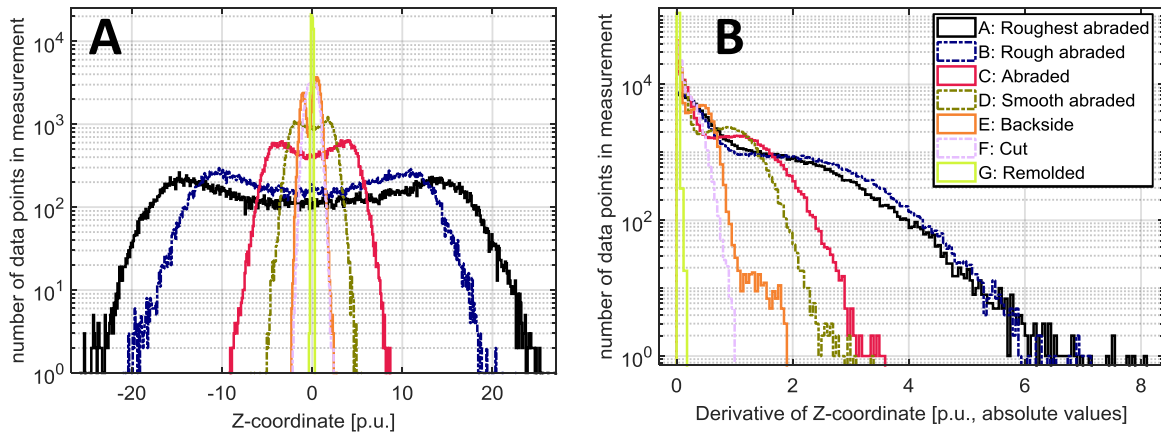 A
number of data points in measurement
10^4
10^3
10^2
10^1
10^0
-20 -10 0 10 20
Z-coordinate [p.u.]
B
number of data points in measurement
10^4
10^2
10^0
0 2 4 6 8
Derivative of Z-coordinate [p.u., absolute values]
A: Roughest abraded
B: Rough abraded
C: Abraded
D: Smooth abraded
E: Backside
F: Cut
G: Remolded